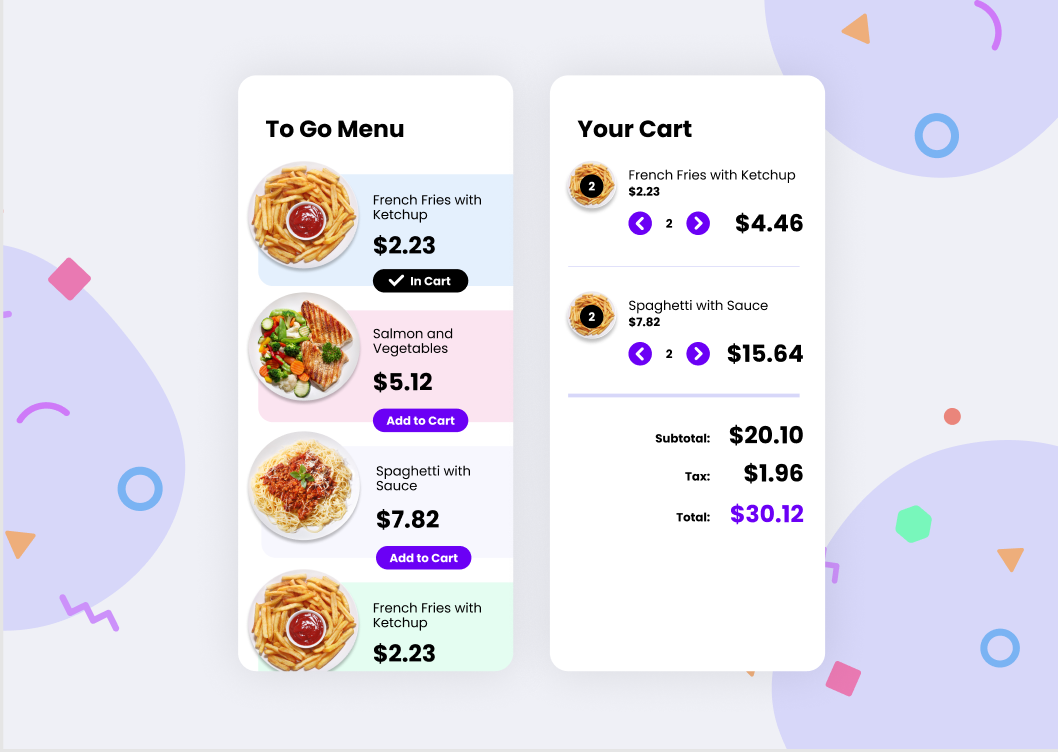 To Go Menu
French Fries with
Ketchup
$2.23
In Cart
Salmon and
Vegetables
$5.12
Add to Cart
Spaghetti with
Sauce
$7.82
Add to Cart
French Fries with
Ketchup
$2.23
Your Cart
2
French Fries with Ketchup
$2.23
2
$4.46
2
Spaghetti with Sauce
$7.82
2
$15.64
Subtotal: $20.10
Tax: $1.96
Total: $30.12